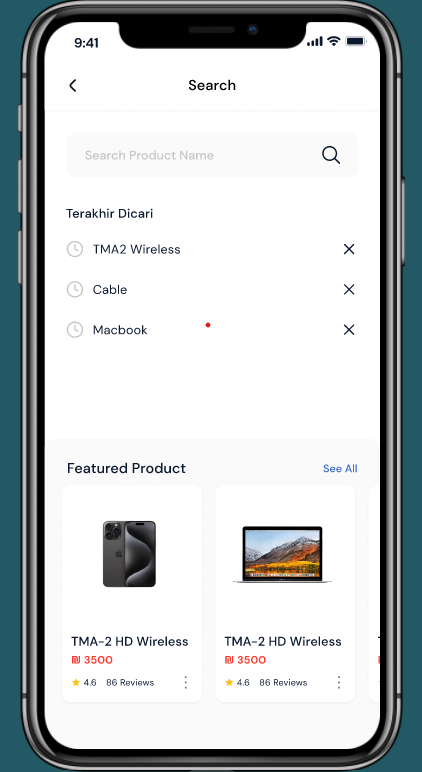 9:41
Search
Search Product Name
Terakhir Dicari
TMA2 Wireless
Cable
Macbook
Featured Product
See All
TMA-2 HD Wireless
₪ 3500
4.6 86 Reviews
TMA-2 HD Wireless
₪ 3500
4.6 86 Reviews